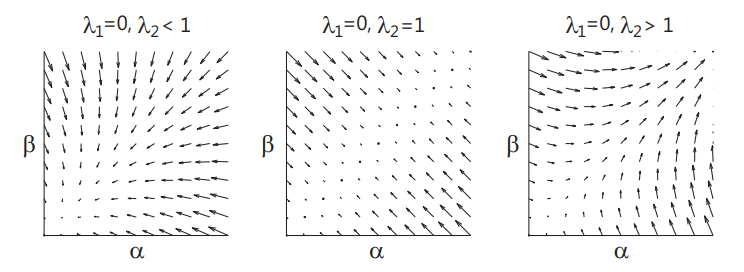 λ₁=0, λ₂< 1
λ₁=0, λ₂=1
λ₁=0, λ₂> 1
β
β
β
α
α
α